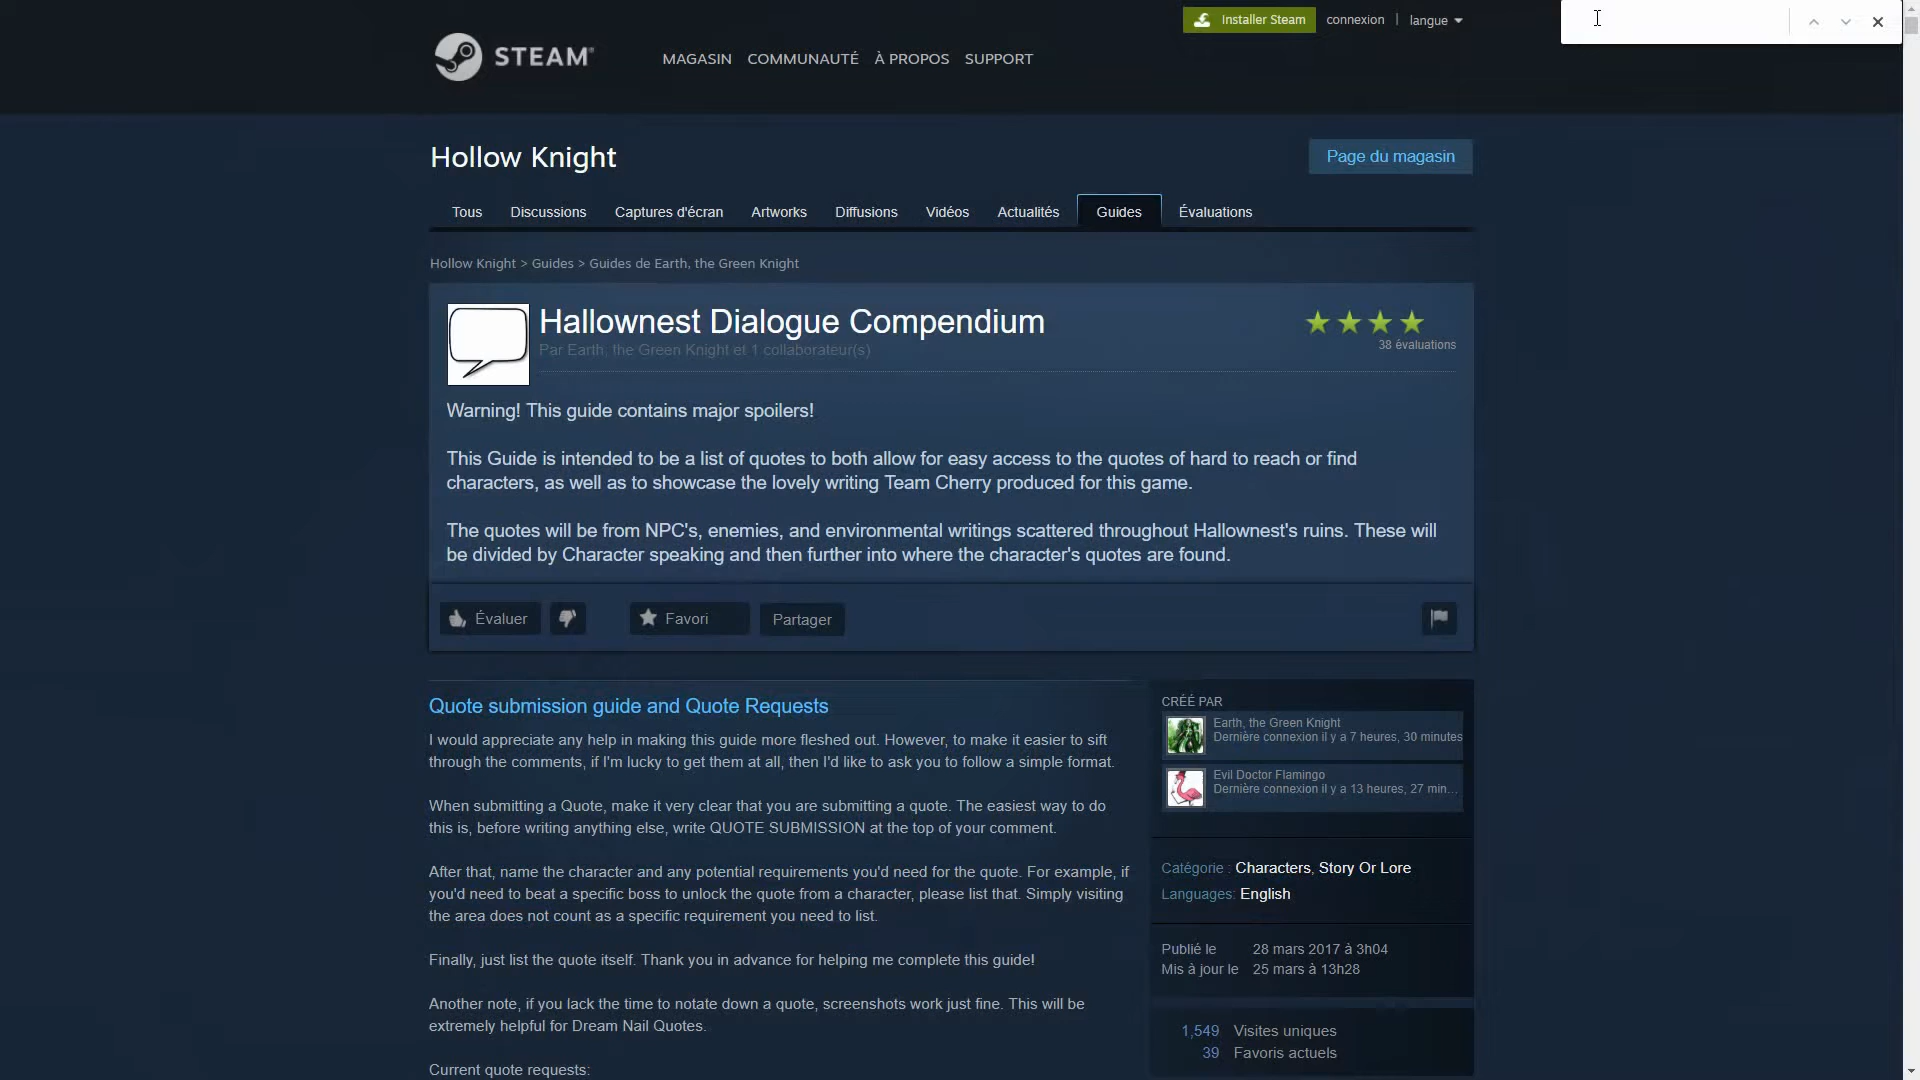 Installer Steam
connexion
langue
STEAM
MAGASIN
COMMUNAUTÉ
À PROPOS
SUPPORT
Hollow Knight
Page du magasin
Tous
Discussions
Captures d'écran
Artworks
Diffusions
Vidéos
Actualités
Guides
Évaluations
Hollow Knight > Guides > Guides de Earth, the Green Knight
Hallownest Dialogue Compendium
Par Earth, the Green Knight et 1 collaborateur(s)
38 évaluations
Warning! This guide contains major spoilers!
This Guide is intended to be a list of quotes to both allow for easy access to the quotes of hard to reach or find
characters, as well as to showcase the lovely writing Team Cherry produced for this game.
The quotes will be from NPC's, enemies, and environmental writings scattered throughout Hallownest's ruins. These will
be divided by Character speaking and then further into where the character's quotes are found.
Évaluer
Favori
Partager
Quote submission guide and Quote Requests
I would appreciate any help in making this guide more fleshed out. However, to make it easier to sift
through the comments, if I'm lucky to get them at all, then I'd like to ask you to follow a simple format.
When submitting a Quote, make it very clear that you are submitting a quote. The easiest way to do
this is, before writing anything else, write QUOTE SUBMISSION at the top of your comment.
After that, name the character and any potential requirements you'd need for the quote. For example, if
you'd need to beat a specific boss to unlock the quote from a character, please list that. Simply visiting
the area does not count as a specific requirement you need to list.
Finally, just list the quote itself. Thank you in advance for helping me complete this guide!
Another note, if you lack the time to notate down a quote, screenshots work just fine. This will be
extremely helpful for Dream Nail Quotes.
Current quote requests:
CRÉÉ PAR
Earth, the Green Knight
Dernière connexion il y a 7 heures, 30 minutes
Evil Doctor Flamingo
Dernière connexion il y a 13 heures, 27 min...
Catégorie : Characters, Story Or Lore
Languages: English
Publié le 28 mars 2017 à 3h04
Mis à jour le 25 mars à 13h28
1,549 Visites uniques
39 Favoris actuels